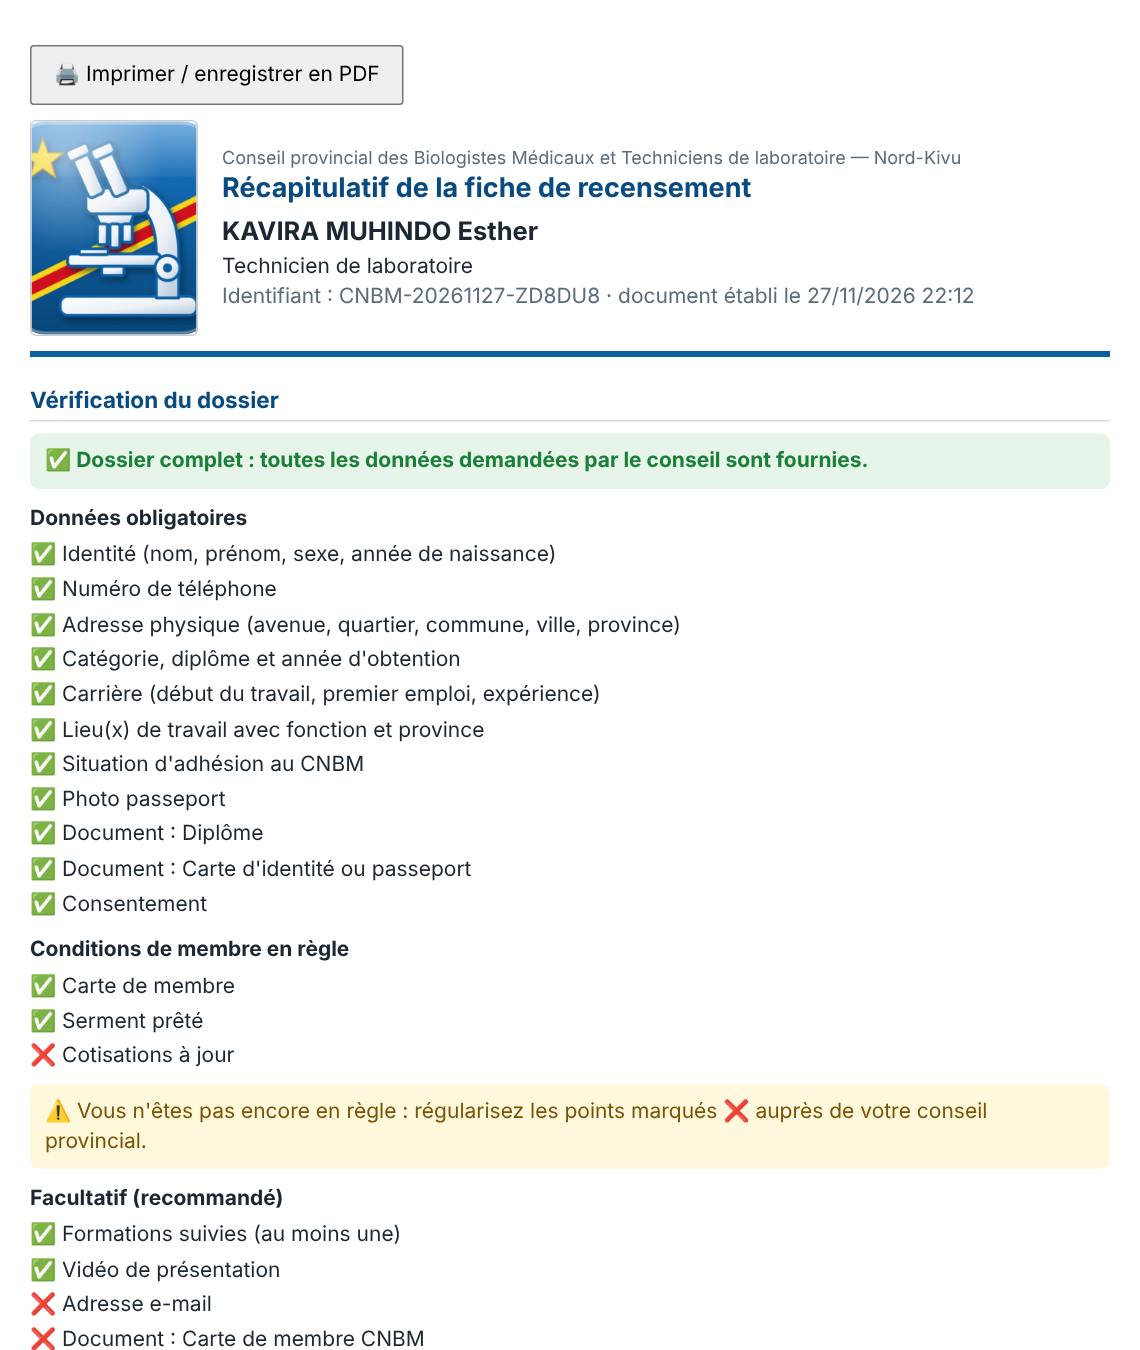 🖨️ Imprimer / enregistrer en PDF
Conseil provincial des Biologistes Médicaux et Techniciens de laboratoire — Nord-Kivu
Récapitulatif de la fiche de recensement
KAVIRA MUHINDO Esther
Technicien de laboratoire
Identifiant : CNBM-20261127-ZD8DU8 · document établi le 27/11/2026 22:12
Vérification du dossier
✅ Dossier complet : toutes les données demandées par le conseil sont fournies.
Données obligatoires
✅ Identité (nom, prénom, sexe, année de naissance)
✅ Numéro de téléphone
✅ Adresse physique (avenue, quartier, commune, ville, province)
✅ Catégorie, diplôme et année d'obtention
✅ Carrière (début du travail, premier emploi, expérience)
✅ Lieu(x) de travail avec fonction et province
✅ Situation d'adhésion au CNBM
✅ Photo passeport
✅ Document : Diplôme
✅ Document : Carte d'identité ou passeport
✅ Consentement
Conditions de membre en règle
✅ Carte de membre
✅ Serment prêté
❌ Cotisations à jour
⚠️ Vous n'êtes pas encore en règle : régularisez les points marqués ❌ auprès de votre conseil
provincial.
Facultatif (recommandé)
✅ Formations suivies (au moins une)
✅ Vidéo de présentation
❌ Adresse e-mail
❌ Document : Carte de membre CNBM